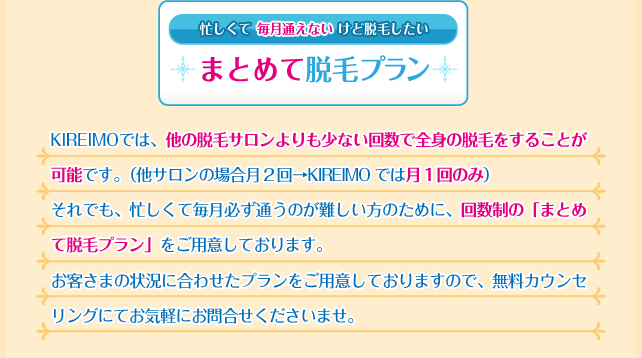 忙しくて 毎月通えない けど脱毛したい
まとめて脱毛プラン
KIREIMOでは、他の脱毛サロンよりも少ない回数で全身の脱毛をすることが
可能です。（他サロンの場合月２回→KIREIMO では月１回のみ）
それでも、忙しくて毎月必ず通うのが難しい方のために、回数制の「まとめ
て脱毛プラン」をご用意しております。
お客さまの状況に合わせたプランをご用意しておりますので、無料カウンセ
リングにてお気軽にお問合せくださいませ。